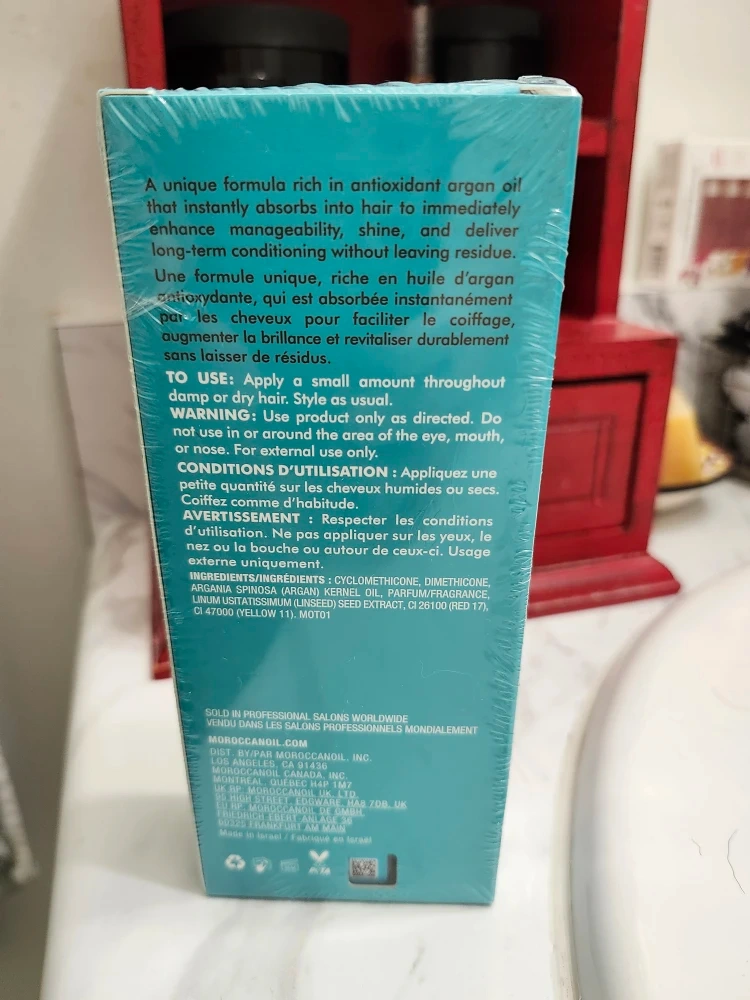 A unique formula rich in antioxidant argan oil
that instantly absorbs into hair to immediately
enhance manageability, shine, and deliver
long-term conditioning without leaving residue.
Une formule unique, riche en huile d'argan
antioxydante, qui est absorbée instantanément
par les cheveux pour faciliter le coiffage,
augmenter la brillance et revitaliser durablement
sans laisser de résidus.
TO USE: Apply a small amount throughout
damp or dry hair. Style as usual.
WARNING: Use product only as directed. Do
not use in or around the area of the eye, mouth,
or nose. For external use only.
CONDITIONS D'UTILISATION : Appliquez une
petite quantité sur les cheveux humides ou secs.
Coiffez comme d'habitude.
AVERTISSEMENT : Respecter les conditions
d'utilisation. Ne pas appliquer sur les yeux, le
nez ou la bouche ou autour de ceux-ci. Usage
externe uniquement.
INGREDIENTS/INGRÉDIENTS : CYCLOMETHICONE, DIMETHICONE,
ARGANIA SPINOSA (ARGAN) KERNEL OIL, PARFUM/FRAGRANCE,
LINUM USITATISSIMUM (LINSEED) SEED EXTRACT, CI 26100 (RED 17),
CI 47000 (YELLOW 11). MOT01
SOLD IN PROFESSIONAL SALONS WORLDWIDE
VENDU DANS LES SALONS PROFESSIONNELS MONDIALEMENT
MOROCCANOIL.COM
DIST. BY/PAR MOROCCANOIL, INC.
LOS ANGELES, CA 91436
MOROCCANOIL CANADA, INC.
MONTRÉAL, QUÉBEC H4P 1M7
UK RP: MOROCCANOIL UK, LTD.
95 HIGH STREET, EDGWARE, HA8 7DB, UK
EU RP: MOROCCANOIL DE GMBH,
FRIEDRICH-EBERT-ANLAGE 36
60325 FRANKFURT AM MAIN
Made in Israel / Fabriqué en Israël